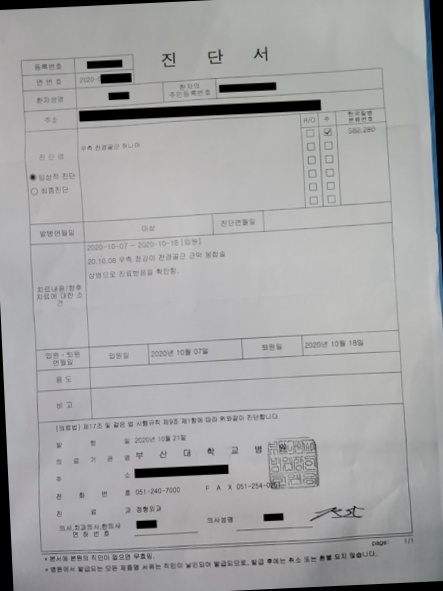 진 단 서
등록번호
연 번 호 2020-
환자성명 환자의 주민등록번호
주소
진 단 명
R/O 주 한국질병 분류번호
우측 전경골근 허니아
임상적 진단
최종진단
발병연월일 미상 진단연월일
2020-10-07 ~ 2020-10-18 [입원]
20.10.08 우측 정강이 전경골근 근막 봉합술
상병으로 진료받음을 확인함.
치료내용/향후 치료에 대한 소견
입원·퇴원 연월일 입원일 2020년 10월 07일 퇴원일 2020년 10월 18일
용 도
비 고
[의료법] 제17조 및 같은 법 시행규칙 제9호 제1항에 따라 위와같이 진단합니다.
발 행 일 2020년 10월 21일
의 료 기 관 명 부 산 대 학 교 병 원
주 소
전 화 번 호 051-240-7000 F A X 051-254-
진 료 과 정형외과
의사,치과의사,한의사 면 허 번 호 의사성명
page: 1/1
* 본서에 본원의 직인이 없으면 무효임.
* 병원에서 발급되는 모든 제증명 서류는 직인이 날인되어 발급되므로, 발급 후에는 취소 또는 환불 되지 않습니다.